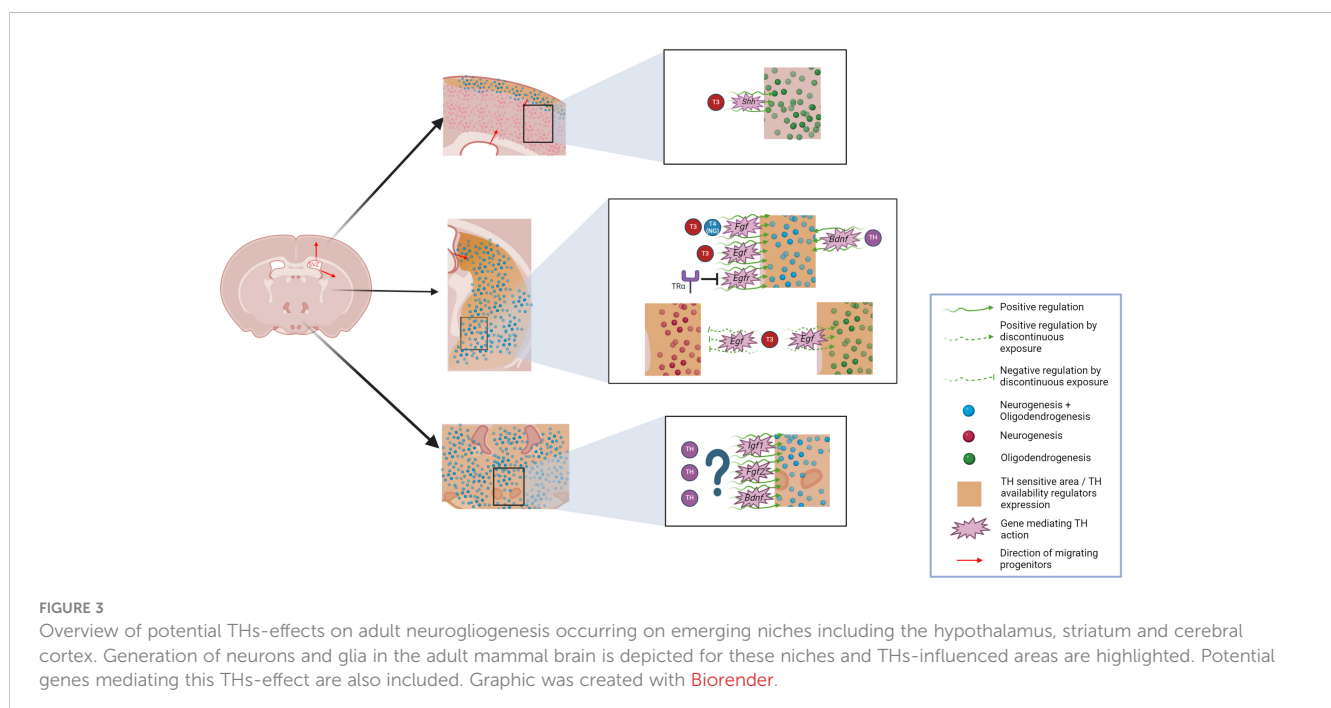 T3
Shh
SVZ
T3
T4
(NG)
Fgf
T3
Egf
Egfr
TRα
Bdnf
TH
Egf
T3
Egf
TH
TH
TH
?
Igf1
Fgf2
Bdnf
Positive regulation
Positive regulation by
discontinuous
exposure
Negative regulation by
discontinuous exposure
Neurogenesis +
Oligodendrogenesis
Neurogenesis
Oligodendrogenesis
TH sensitive area / TH
availability regulators
expression
Gene mediating TH
action
Direction of migrating
progenitors
FIGURE 3
Overview of potential THs-effects on adult neurogliogenesis occurring on emerging niches including the hypothalamus, striatum and cerebral
cortex. Generation of neurons and glia in the adult mammal brain is depicted for these niches and THs-influenced areas are highlighted. Potential
genes mediating this THs-effect are also included. Graphic was created with Biorender.